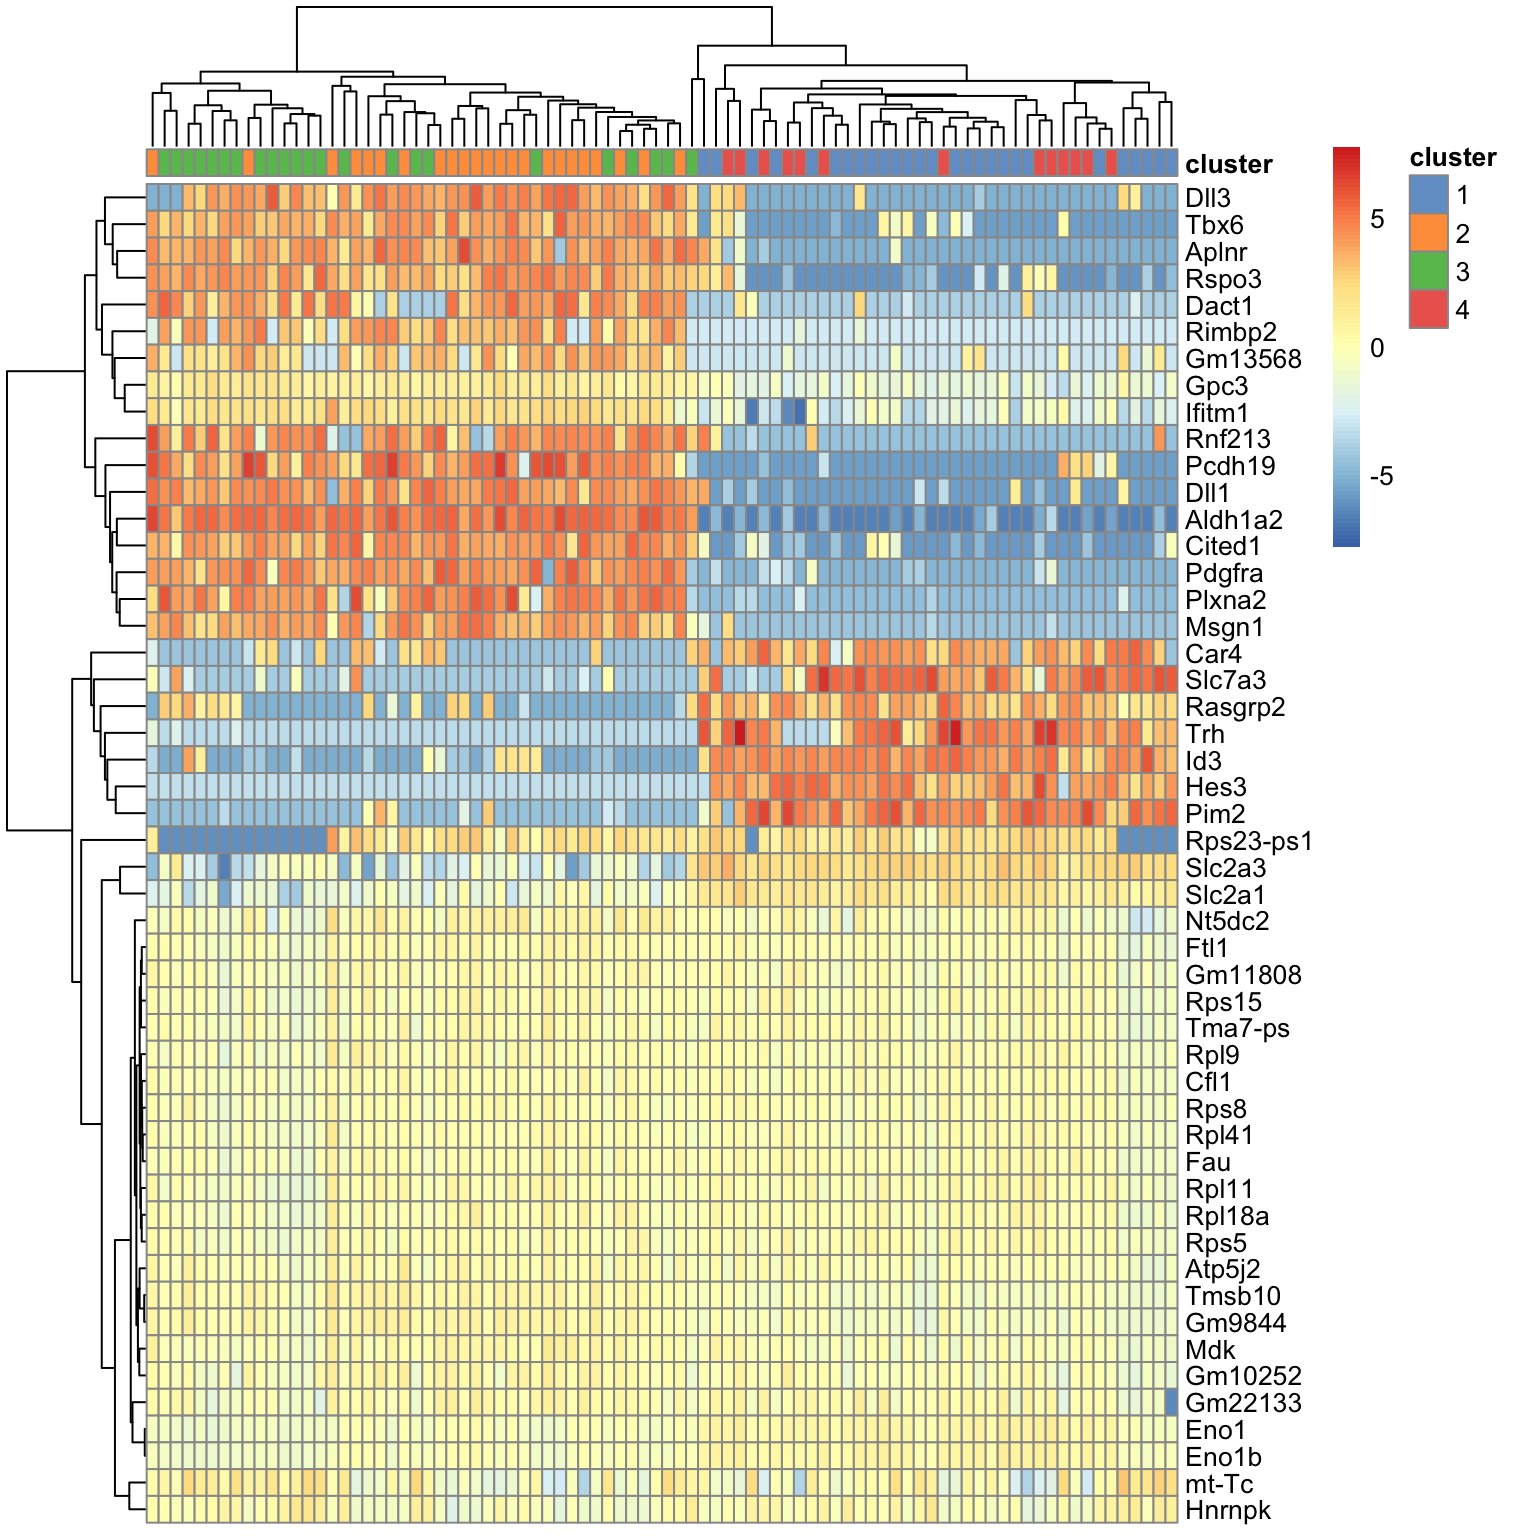 cluster
Dll3
Tbx6
Aplnr
Rspo3
Dact1
Rimbp2
Gm13568
Gpc3
Ifitm1
Rnf213
Pcdh19
Dll1
Aldh1a2
Cited1
Pdgfra
Plxna2
Msgn1
Car4
Slc7a3
Rasgrp2
Trh
Id3
Hes3
Pim2
Rps23-ps1
Slc2a3
Slc2a1
Nt5dc2
Ftl1
Gm11808
Rps15
Tma7-ps
Rpl9
Cfl1
Rps8
Rpl41
Fau
Rpl11
Rpl18a
Rps5
Atp5j2
Tmsb10
Gm9844
Mdk
Gm10252
Gm22133
Eno1
Eno1b
mt-Tc
Hnrnpk
5
0
-5
cluster
1
2
3
4